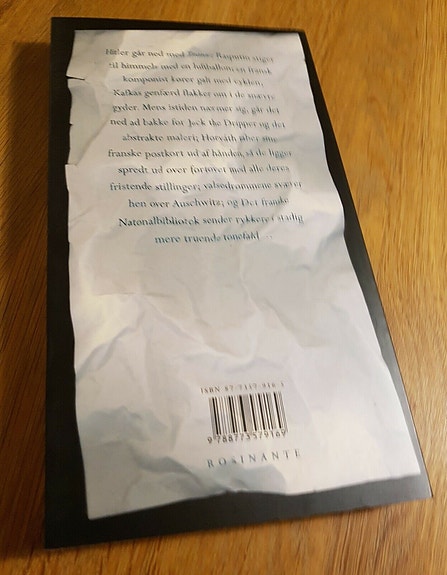 Hitler går ned med Titanic; Rasputin stiger
til himmels med en luftballon; en fransk
komponist kører galt med cyklen;
Kafkas genfærd flakker om i de snævre
gyder. Mens istiden nærmer sig, går det
ned ad bakke for Jack the Dripper og det
abstrakte maleri; Horváth taber sine
franske postkort ud af hånden, så de ligger
spredt ud over fortovet med alle deres
fristende stillinger; valsedrømmene svæver
hen over Auschwitz; og Det franske
Nationalbibliotek sender rykkere i stadig
mere truende tonefald . . .
ISBN 87-7357-916-3
9788773579169
ROSINANTE